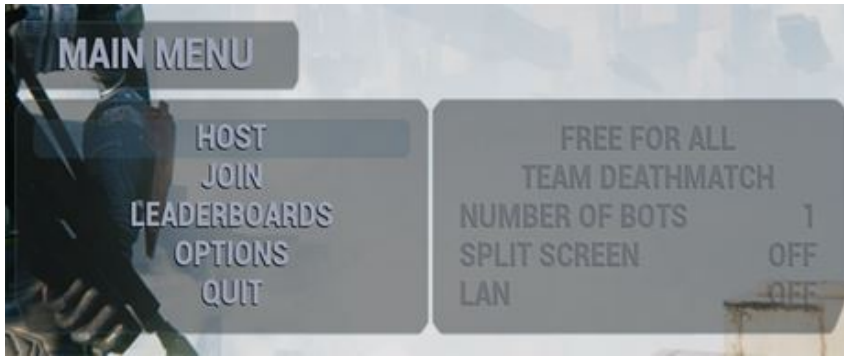 MAIN MENU
HOST
JOIN
LEADERBOARDS
OPTIONS
QUIT
FREE FOR ALL
TEAM DEATHMATCH
NUMBER OF BOTS 1
SPLIT SCREEN OFF
LAN OFF